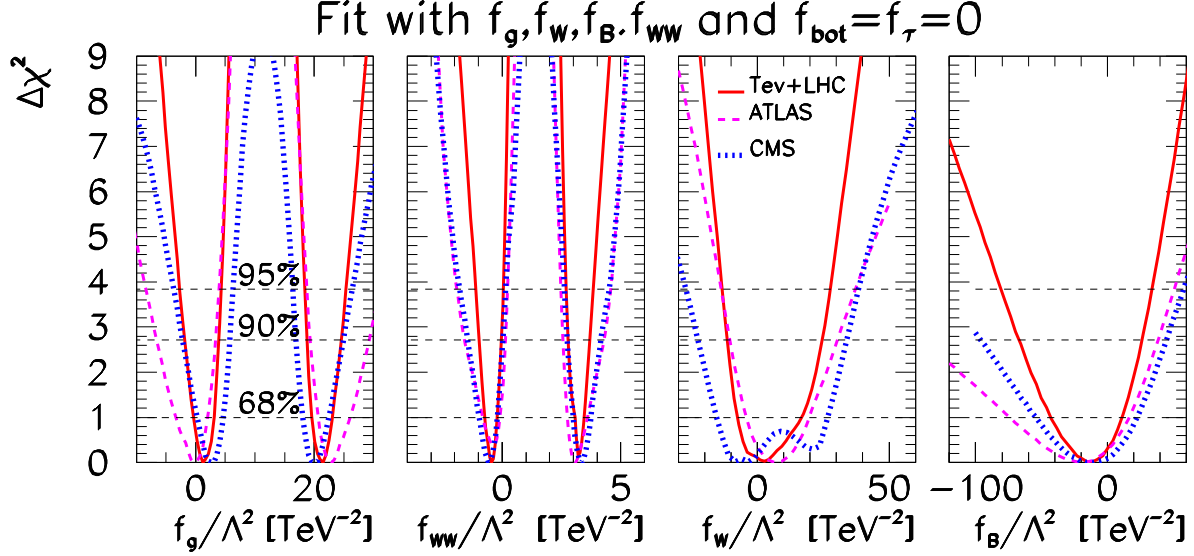 Fit with f_g,f_W,f_B.f_WW and f_bot=f_τ=0
Δχ²
9
8
7
6
5
4
3
2
1
0
95%
90%
68%
Tev+LHC
ATLAS
CMS
0 20
0 5
0 50
−100 0
f_g/Λ² [TeV⁻²]
f_WW/Λ² [TeV⁻²]
f_W/Λ² [TeV⁻²]
f_B/Λ² [TeV⁻²]